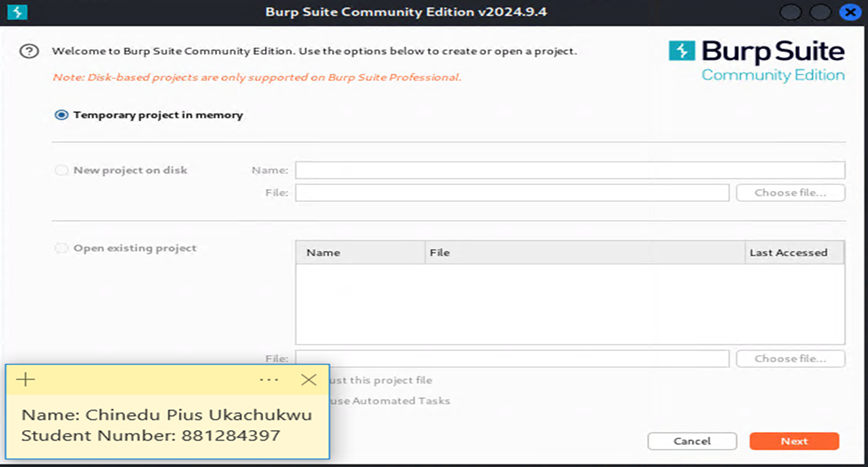 Burp Suite Community Edition v2024.9.4
Welcome to Burp Suite Community Edition. Use the options below to create or open a project.
Note: Disk-based projects are only supported on Burp Suite Professional.
Burp Suite
Community Edition
Temporary project in memory
New project on disk Name:
File: Choose file...
Open existing project
Name File Last Accessed
File: Choose file...
this project file
Automated Tasks
Name: Chinedu Pius Ukachukwu
Student Number: 881284397
Cancel Next